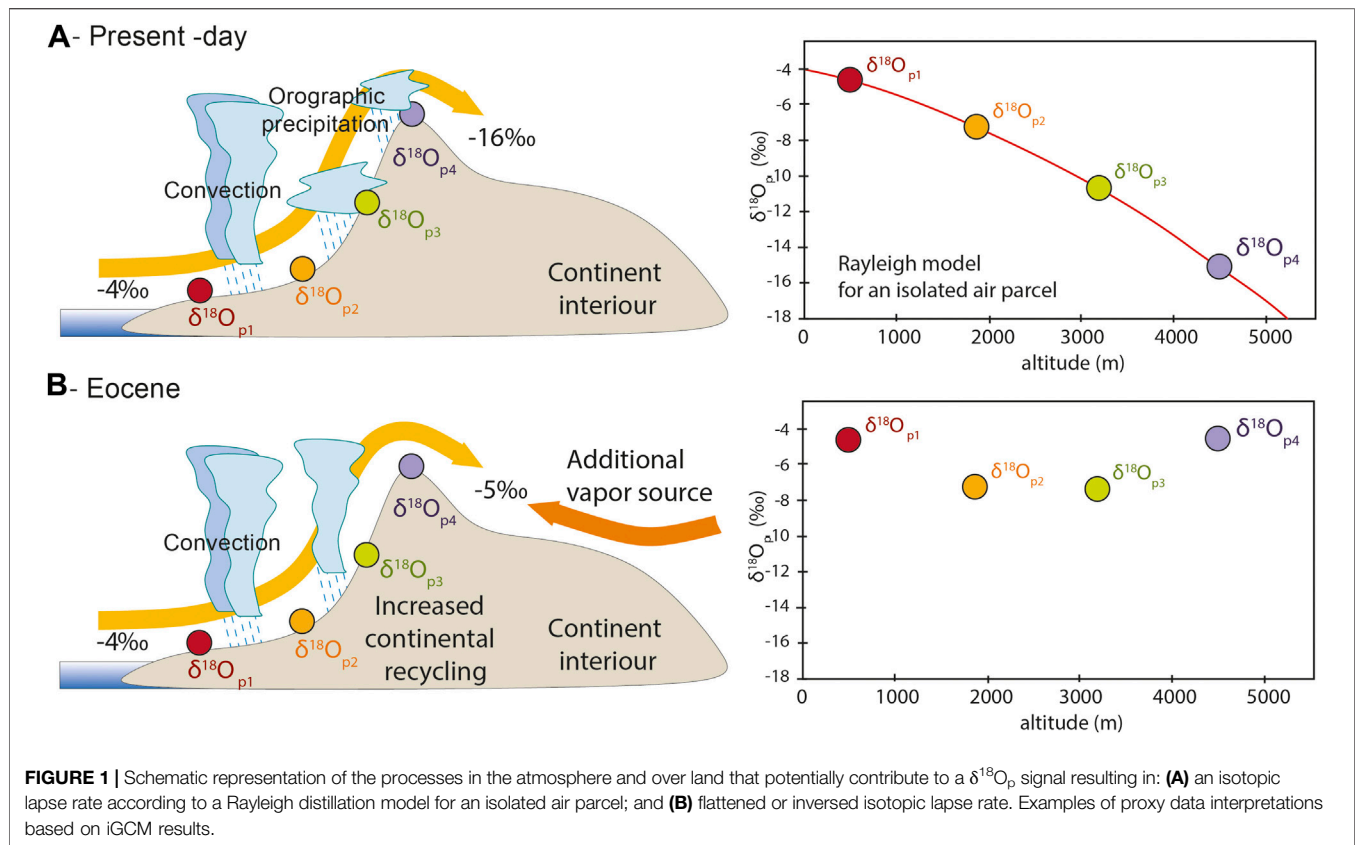 A- Present -day
Orographic
precipitation
Convection
-16‰
δ¹⁸Op4
δ¹⁸Op3
-4‰
δ¹⁸Op2
δ¹⁸Op1
Continent
interiour
δ¹⁸Op (‰)
-4
-6
-8
-10
-12
-14
-16
-18
δ¹⁸Op1
δ¹⁸Op2
δ¹⁸Op3
δ¹⁸Op4
Rayleigh model
for an isolated air parcel
0 1000 2000 3000 4000 5000
altitude (m)
B- Eocene
Convection
-5‰
Additional
vapor source
δ¹⁸Op4
δ¹⁸Op3
-4‰
δ¹⁸Op2
δ¹⁸Op1
Increased
continental
recycling
Continent
interiour
δ¹⁸Op (‰)
-4
-6
-8
-10
-12
-14
-16
-18
δ¹⁸Op1
δ¹⁸Op2
δ¹⁸Op3
δ¹⁸Op4
0 1000 2000 3000 4000 5000
altitude (m)
FIGURE 1 | Schematic representation of the processes in the atmosphere and over land that potentially contribute to a δ¹⁸Op signal resulting in: (A) an isotopic
lapse rate according to a Rayleigh distillation model for an isolated air parcel; and (B) flattened or inversed isotopic lapse rate. Examples of proxy data interpretations
based on iGCM results.